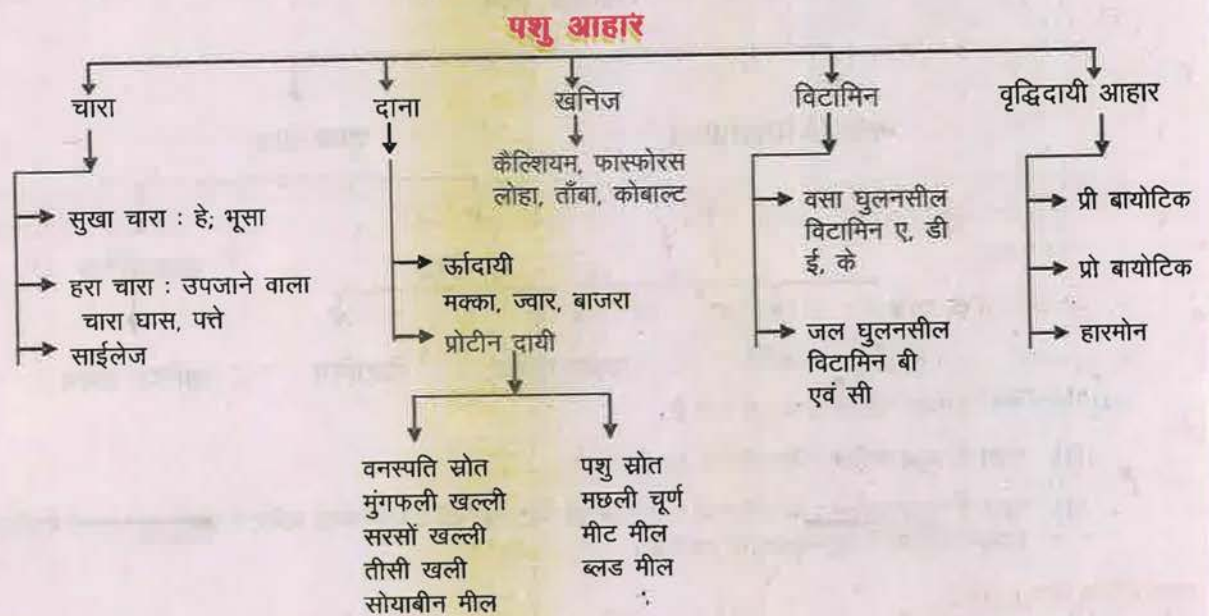 पशु आहार
चारा
दाना
खनिज
विटामिन
वृद्धिदायी आहार
सुखा चारा : हे; भूसा
हरा चारा : उपजाने वाला
चारा घास, पत्ते
साईलेज
ऊर्ादायी
मक्का, ज्वार, बाजरा
प्रोटीन दायी
वनस्पति स्रोत
मुंगफली खल्ली
सरसों खल्ली
तीसी खली
सोयाबीन मील
पशु स्रोत
मछली चूर्ण
मीट मील
ब्लड मील
कैल्शियम, फास्फोरस
लोहा, ताँबा, कोबाल्ट
वसा घुलनसील
विटामिन ए, डी
ई, के
जल घुलनसील
विटामिन बी
एवं सी
प्री बायोटिक
प्रो बायोटिक
हारमोन